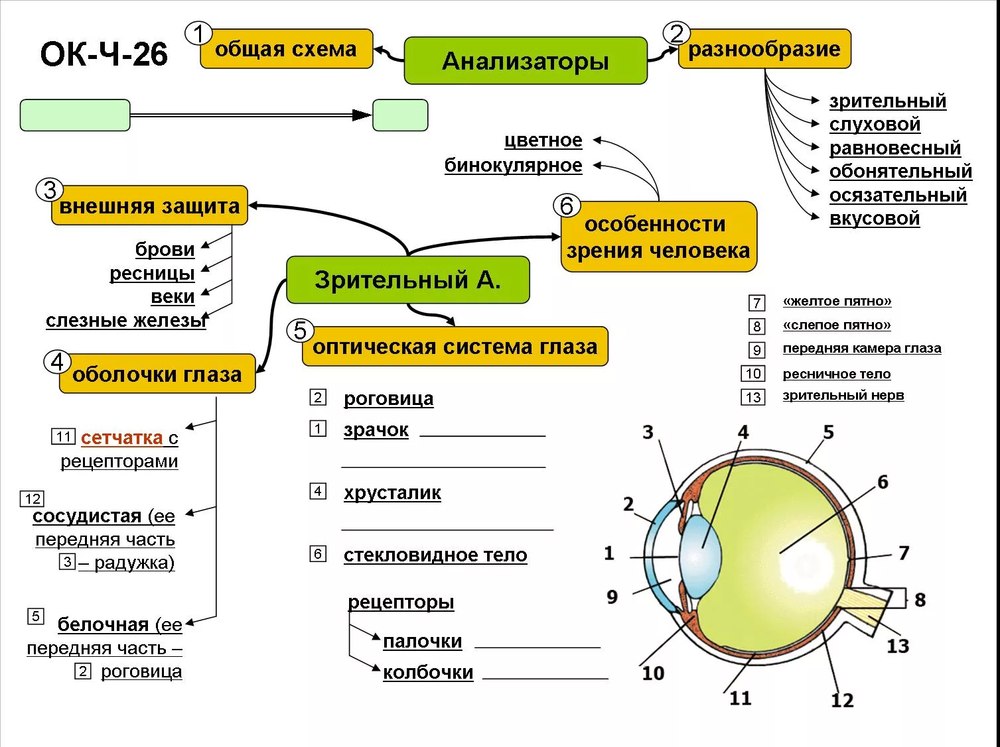 ОК-Ч-26
1
общая схема
Анализаторы
2
разнообразие
зрительный
слуховой
равновесный
обонятельный
осязательный
вкусовой
цветное
бинокулярное
3
внешняя защита
брови
ресницы
веки
слезные железы
6
особенности
зрения человека
Зрительный А.
4
оболочки глаза
11 сетчатка с
рецепторами
12
сосудистая (ее
передняя часть
3 – радужка)
5
белочная (ее
передняя часть –
2 роговица
5
оптическая система глаза
2 роговица
1 зрачок
4 хрусталик
6 стекловидное тело
рецепторы
палочки
колбочки
7 «желтое пятно»
8 «слепое пятно»
9 передняя камера глаза
10 ресничное тело
13 зрительный нерв
3
4
5
6
2
1
7
9
8
13
10
11
12